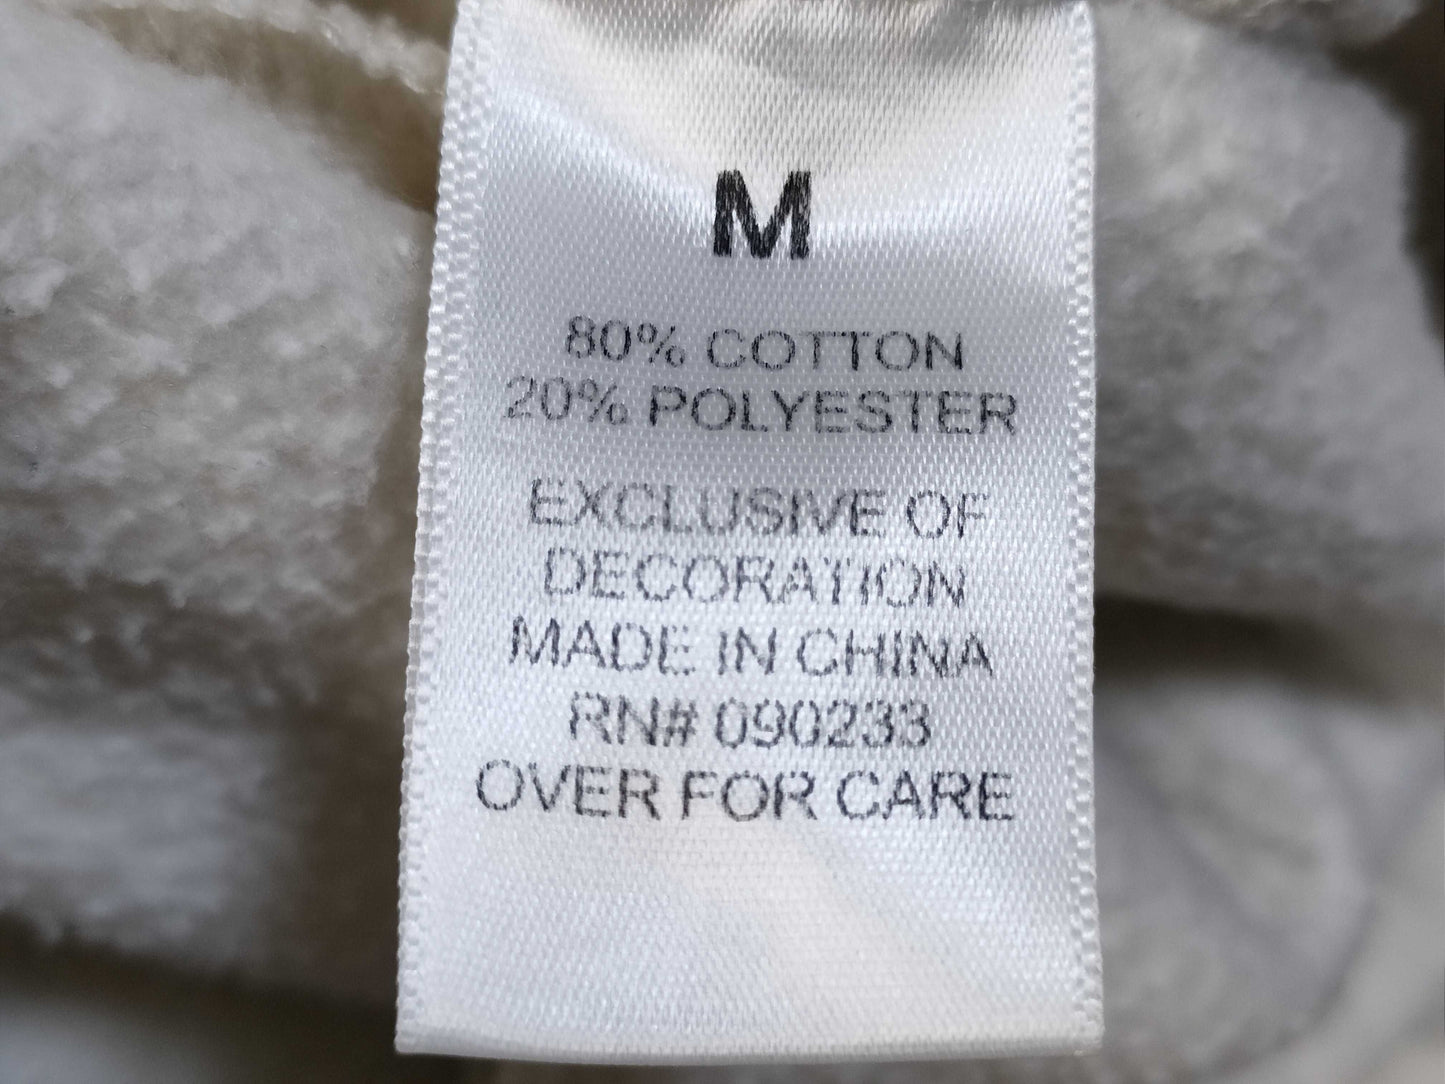 M
80% COTTON
20% POLYESTER
EXCLUSIVE OF
DECORATION
MADE IN CHINA
RN# 090233
OVER FOR CARE